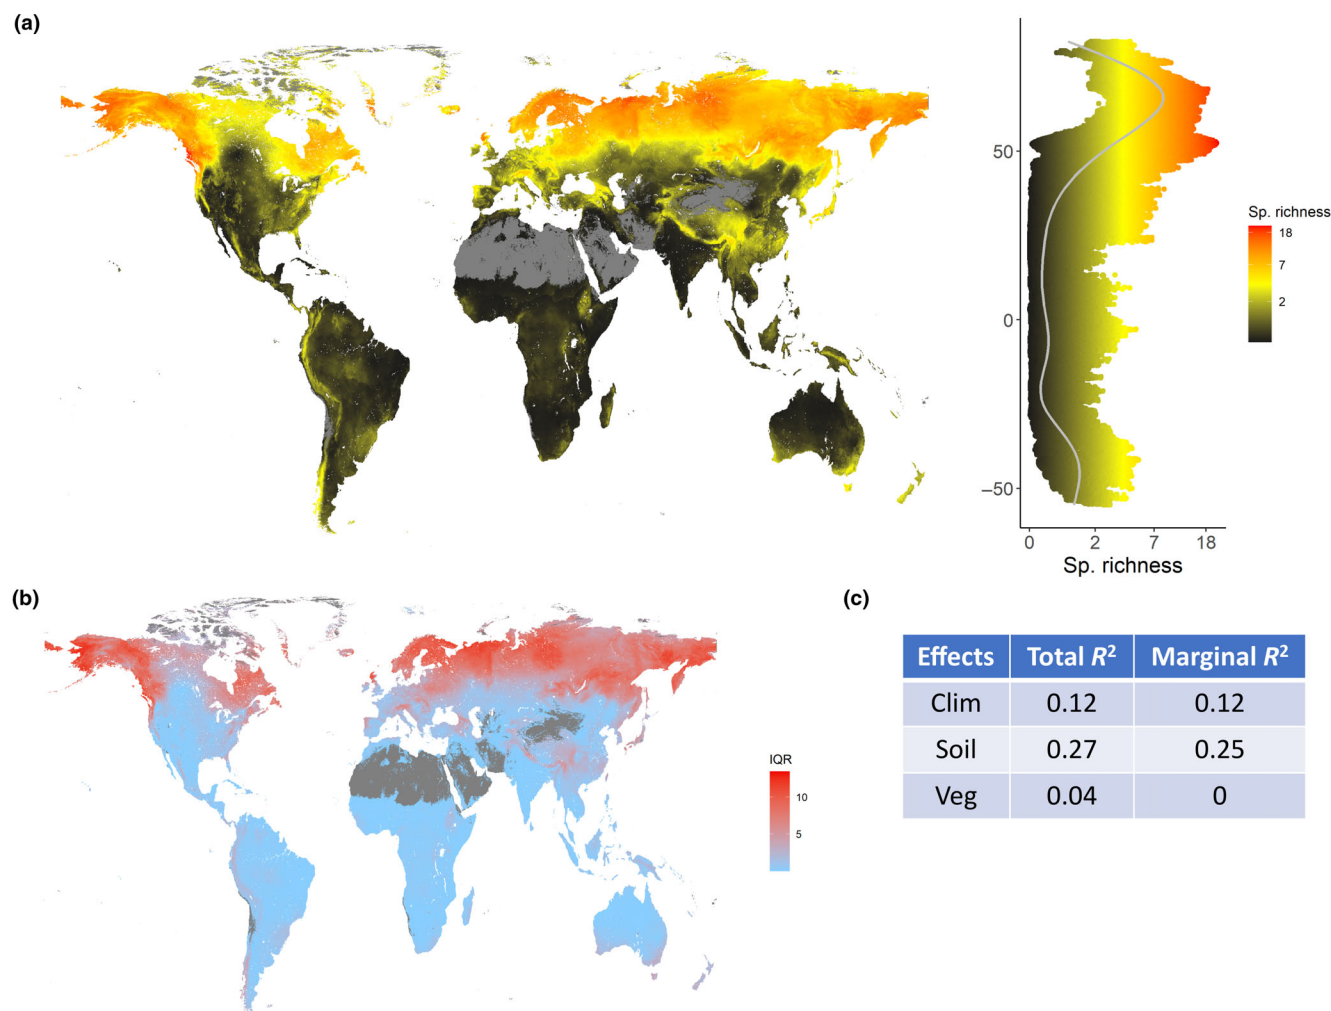 (a)
50
0
−50
0 2 7 18
Sp. richness
Sp. richness
18
7
2
(b)
IQR
10
5
(c)
Effects Total R² Marginal R²
Clim 0.12 0.12
Soil 0.27 0.25
Veg 0.04 0